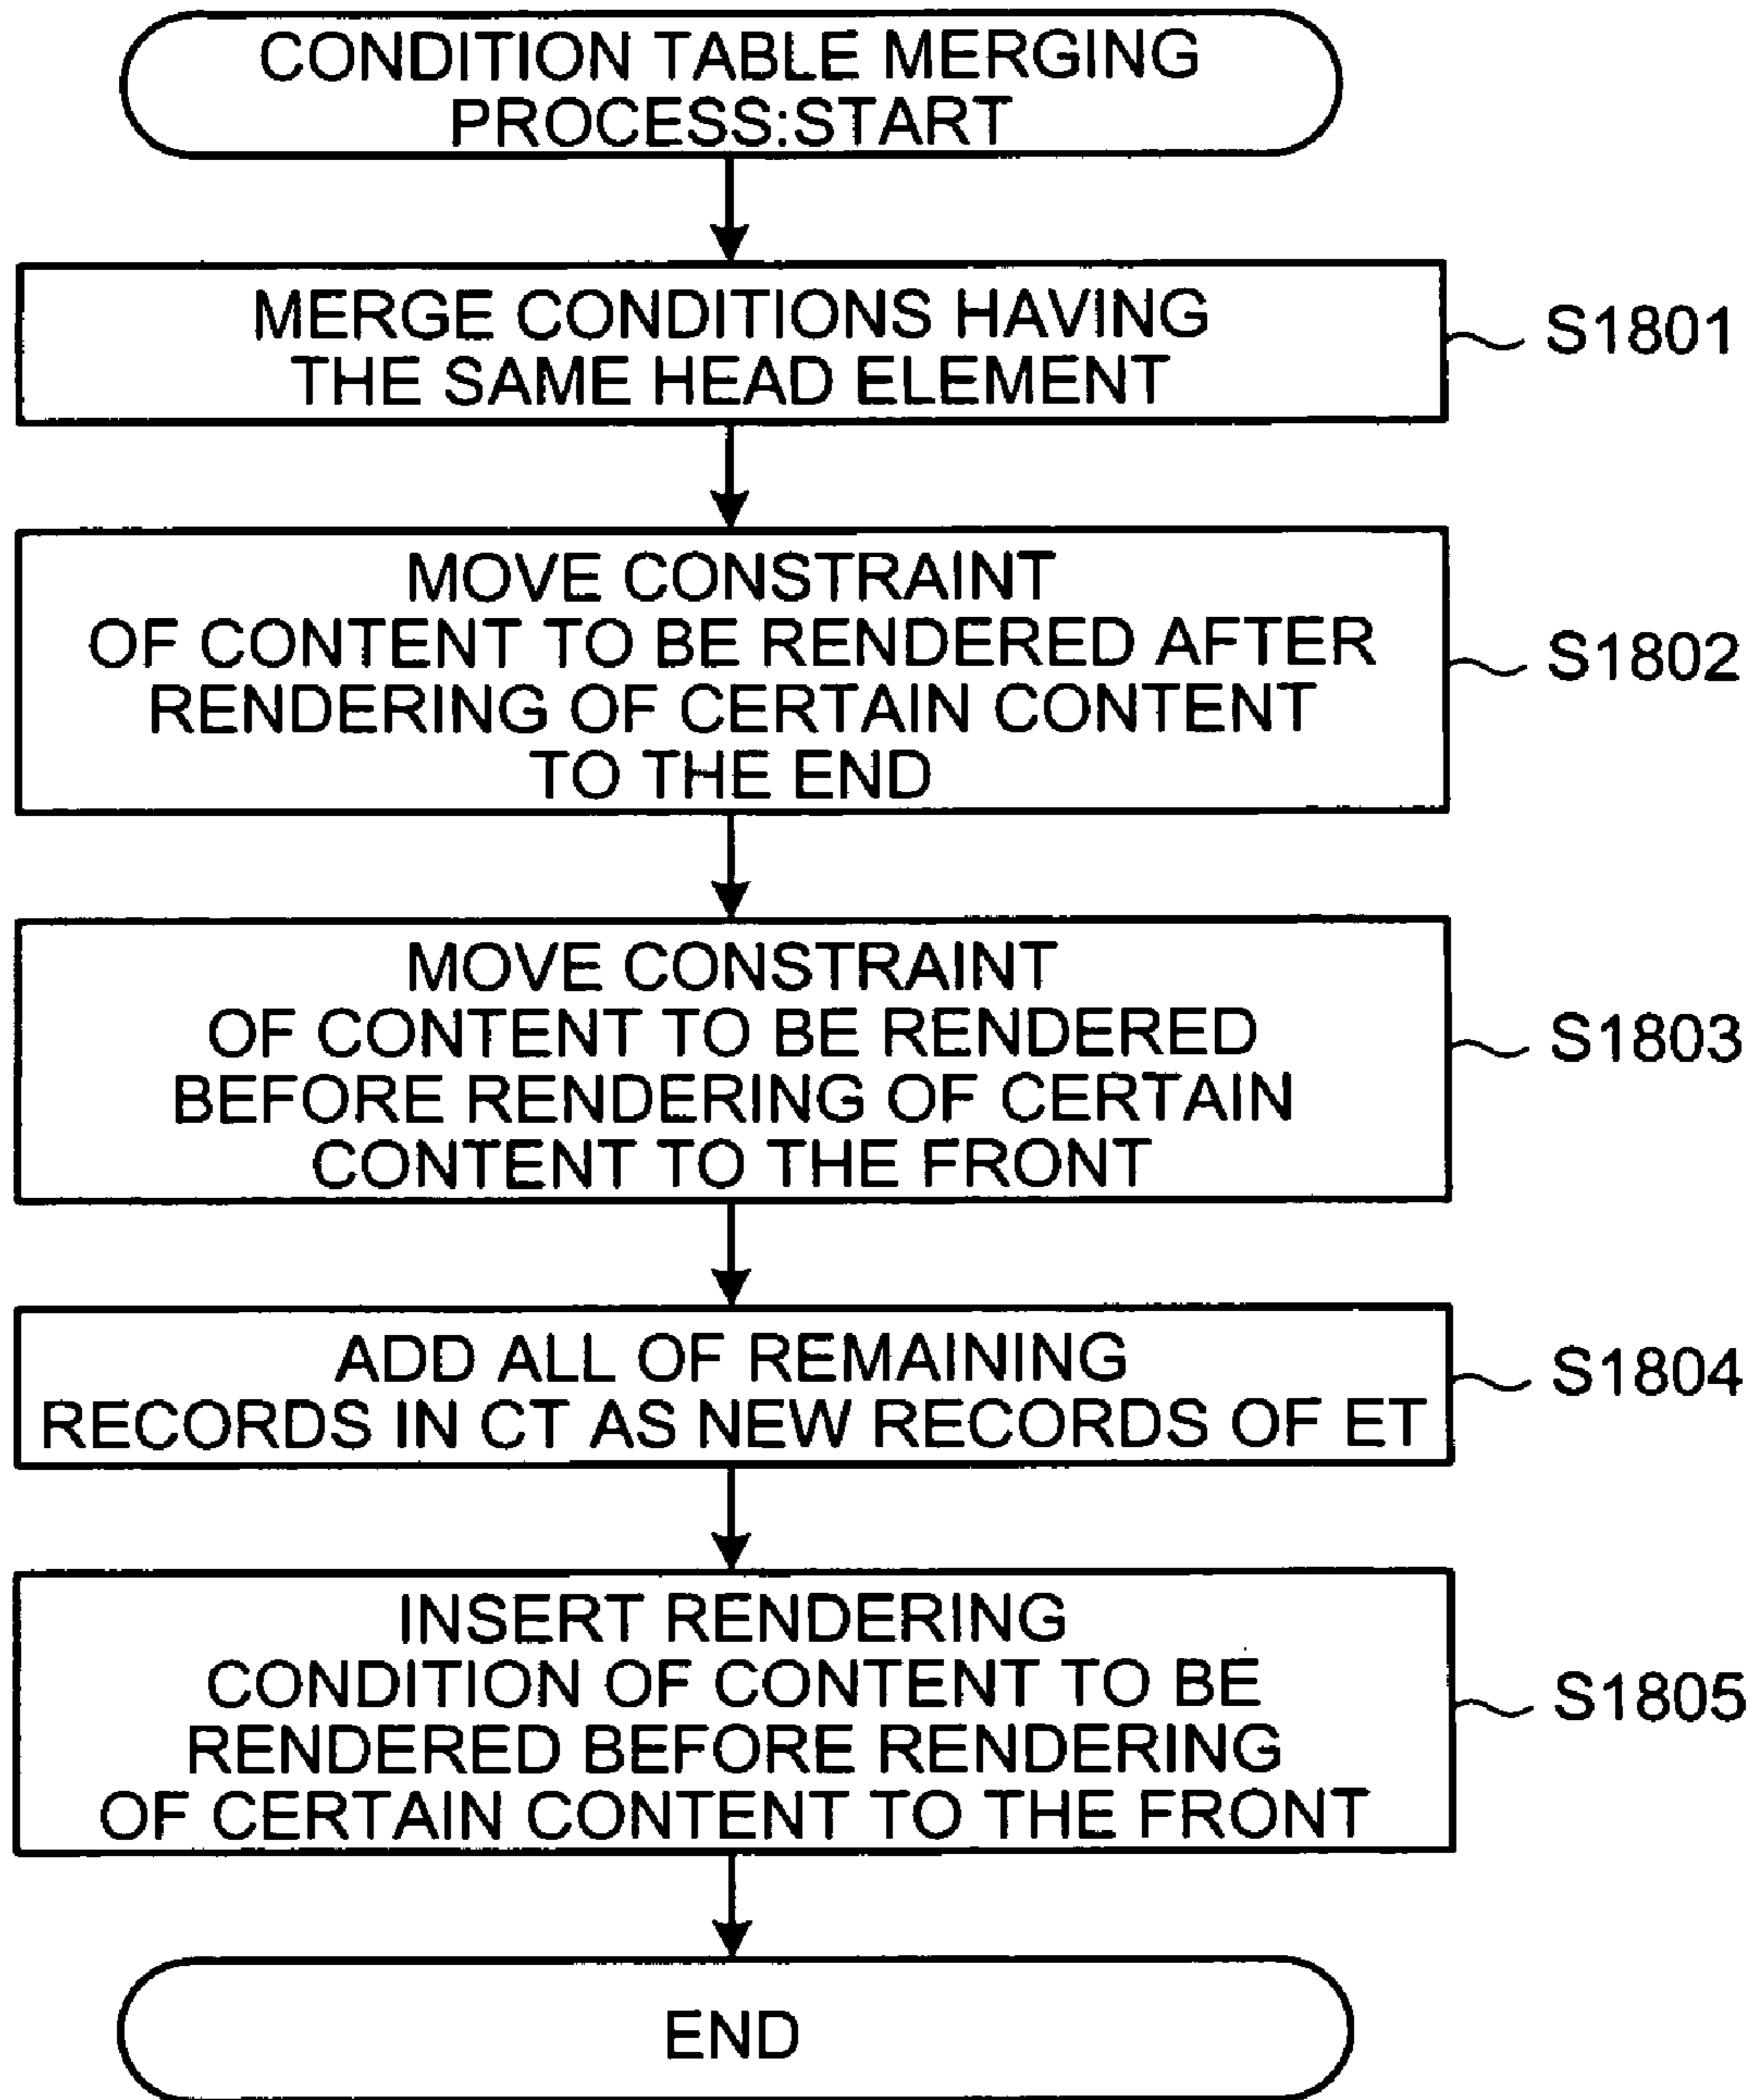 CONDITION TABLE MERGING
PROCESS:START
MERGE CONDITIONS HAVING
THE SAME HEAD ELEMENT
S1801
MOVE CONSTRAINT
OF CONTENT TO BE RENDERED AFTER
RENDERING OF CERTAIN CONTENT
TO THE END
S1802
MOVE CONSTRAINT
OF CONTENT TO BE RENDERED
BEFORE RENDERING OF CERTAIN
CONTENT TO THE FRONT
S1803
ADD ALL OF REMAINING
RECORDS IN CT AS NEW RECORDS OF ET
S1804
INSERT RENDERING
CONDITION OF CONTENT TO BE
RENDERED BEFORE RENDERING
OF CERTAIN CONTENT TO THE FRONT
S1805
END